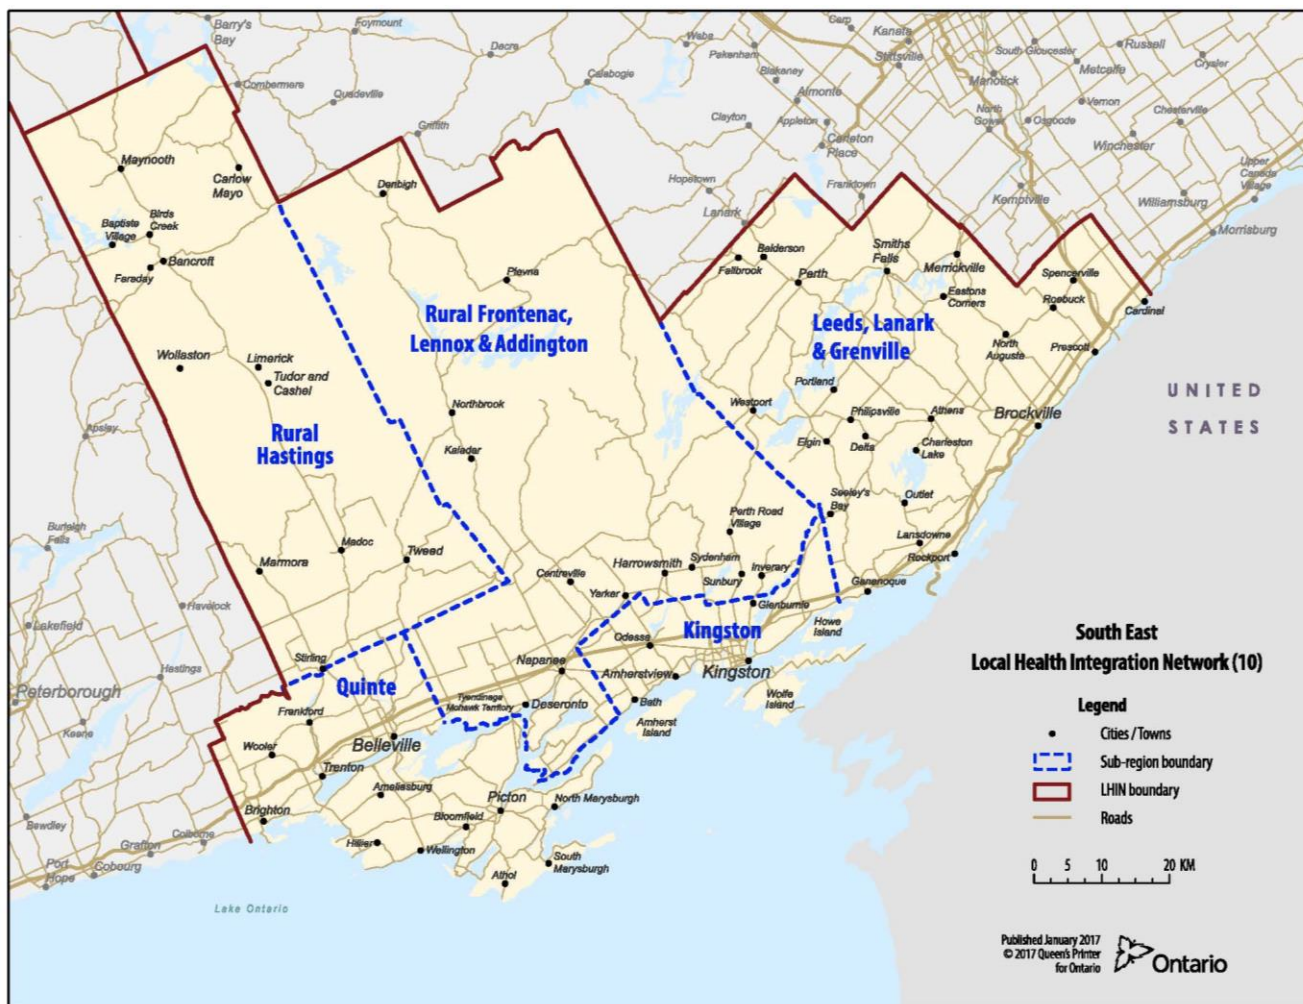 Barry's
Bay
Foymount
Dacre
Waba
Pakenham
Carp
Kanata
Stittsville
South Gloucester
Russell
Metcalfe
Crysler
Manotick
Combermere
Quadeville
Calabogie
Blakeney
Almonte
Vernon
Chesterville
Griffith
Clayton
Appleton
North
Gower
Osgoode
Winchester
Carleton
Place
Upper
Canada
Village
Maynooth
Carlow
Mayo
Denbigh
Hopetown
Franktown
Kemptville
Williamsburg
Lanark
Morrisburg
Birds
Creek
Baptiste
Village
Bancroft
Faraday
Plevna
Balderson
Fallbrook
Perth
Smiths
Falls
Merrickville
Spencerville
Eastons
Corners
Roebuck
Cardinal
Rural Frontenac,
Lennox & Addington
Leeds, Lanark
& Grenville
North
Augusta
Prescott
Wollaston
Limerick
Tudor and
Cashel
Portland
UNITED
STATES
Apsley
Northbrook
Westport
Philipsville
Athens
Brockville
Rural
Hastings
Kaladar
Elgin
Delta
Charleston
Lake
Burleigh
Falls
Seeley's
Bay
Outlet
Perth Road
Village
Madoc
Tweed
Lansdowne
Rockport
Marmora
Centreville
Harrowsmith
Sydenham
Sunbury
Inverary
Gananoque
Havelock
Yarker
Glenburnie
Lakefield
Howe
Island
Odessa
Kingston
South East
Local Health Integration Network (10)
Stirling
Hastings
Napanee
Amherstview
Kingston
Peterborough
Quinte
Tyendinaga
Mohawk Territory
Deseronto
Bath
Wolfe
Island
Legend
Keene
Frankford
Amherst
Island
Cities / Towns
Wooler
Belleville
Sub-region boundary
Trenton
LHIN boundary
Ameliasburg
Picton
North Marysburgh
Bewdley
Brighton
Bloomfield
Roads
Colborne
Hillier
Wellington
Grafton
Port
Hope
Cobourg
South
Marysburgh
0 5 10 20 KM
Athol
Lake Ontario
Published January 2017
© 2017 Queen's Printer
for Ontario
Ontario